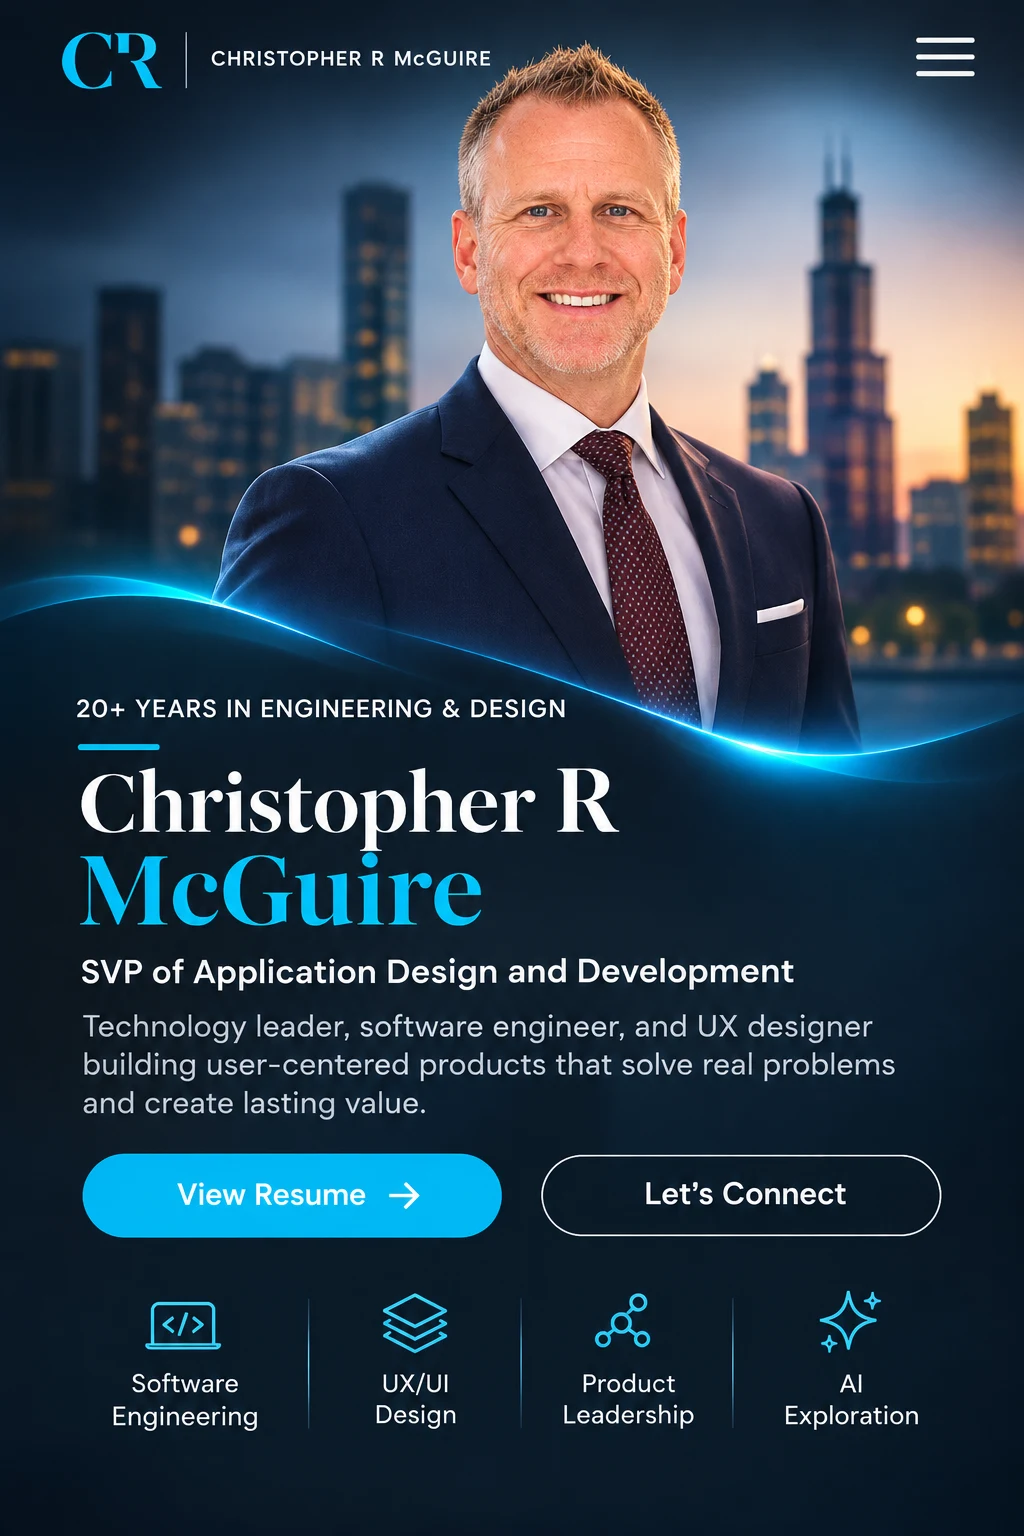 CR
CHRISTOPHER R McGUIRE
20+ YEARS IN ENGINEERING & DESIGN
Christopher R
McGuire
SVP of Application Design and Development
Technology leader, software engineer, and UX designer
building user-centered products that solve real problems
and create lasting value.
View Resume →
Let's Connect
</>
Software
Engineering
UX/UI
Design
Product
Leadership
AI
Exploration